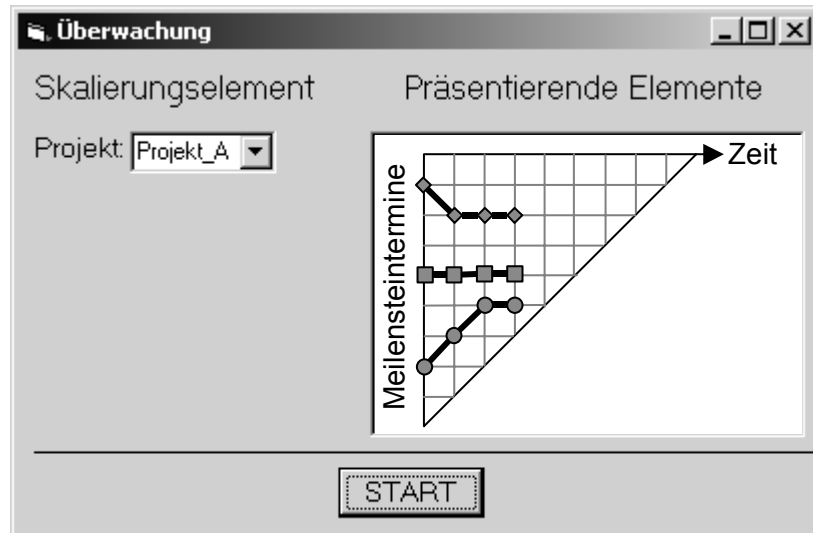 Überwachung
Skalierungselement
Präsentierende Elemente
Projekt: Projekt_A
Zeit
Meilensteintermine
START